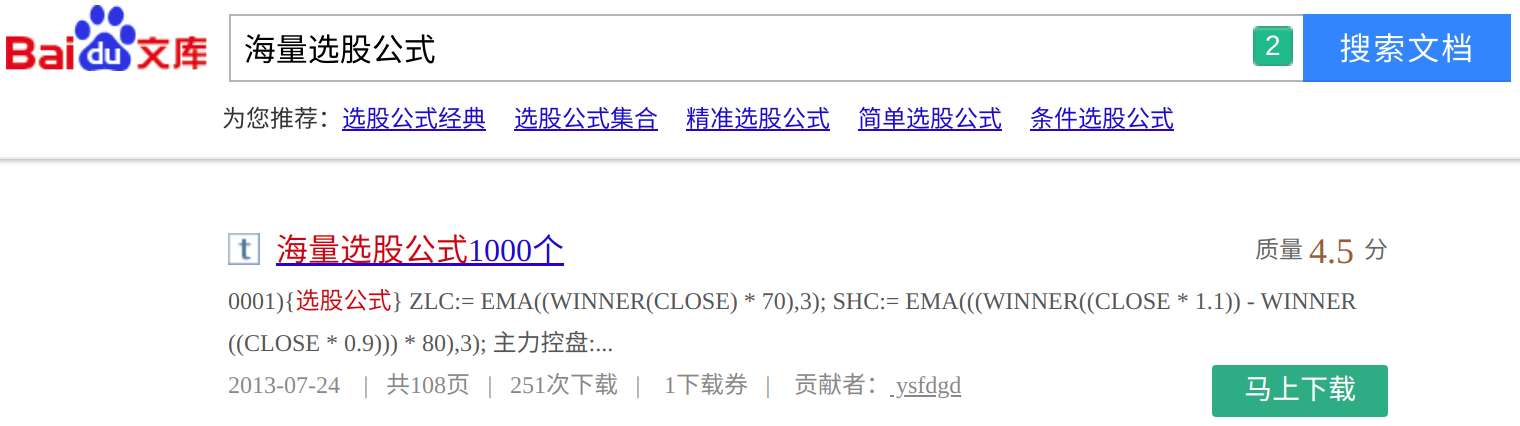 Baidu文库
海量选股公式 2 搜索文档
为您推荐： 选股公式经典 选股公式集合 精准选股公式 简单选股公式 条件选股公式
t 海量选股公式1000个 质量 4.5 分
0001){选股公式} ZLC:= EMA((WINNER(CLOSE) * 70),3); SHC:= EMA(((WINNER((CLOSE * 1.1)) - WINNER
((CLOSE * 0.9))) * 80),3); 主力控盘:...
2013-07-24 | 共108页 | 251次下载 | 1下载券 | 贡献者： ysfdgd
马上下载